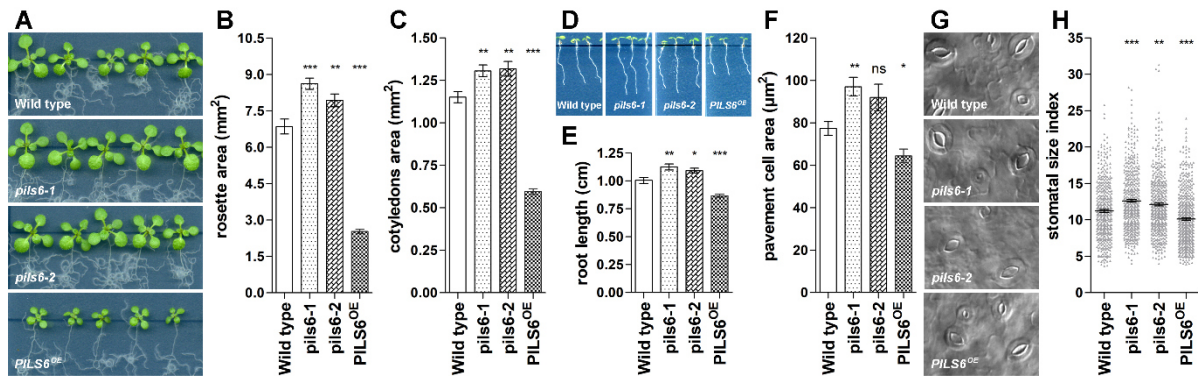 A
Wild type
pils6-1
pils6-2
PILS6OE
B
rosette area (mm2)
10.5
9.0
7.5
6.0
4.5
3.0
1.5
0.0
***
**
***
Wild type
pils6-1
pils6-2
PILS6OE
C
cotyledons area (mm2)
1.50
1.25
1.00
0.75
0.50
0.25
0.00
**
**
***
Wild type
pils6-1
pils6-2
PILS6OE
D
Wild type
pils6-1
pils6-2
PILS6OE
E
root length (cm)
1.25
1.00
0.75
0.50
0.25
0.00
**
*
***
Wild type
pils6-1
pils6-2
PILS6OE
F
pavement cell area (µm2)
120
100
80
60
40
20
0
**
ns
*
Wild type
pils6-1
pils6-2
PILS6OE
G
Wild type
pils6-1
pils6-2
PILS6OE
H
stomatal size index
35
30
25
20
15
10
5
0
***
**
***
Wild type
pils6-1
pils6-2
PILS6OE